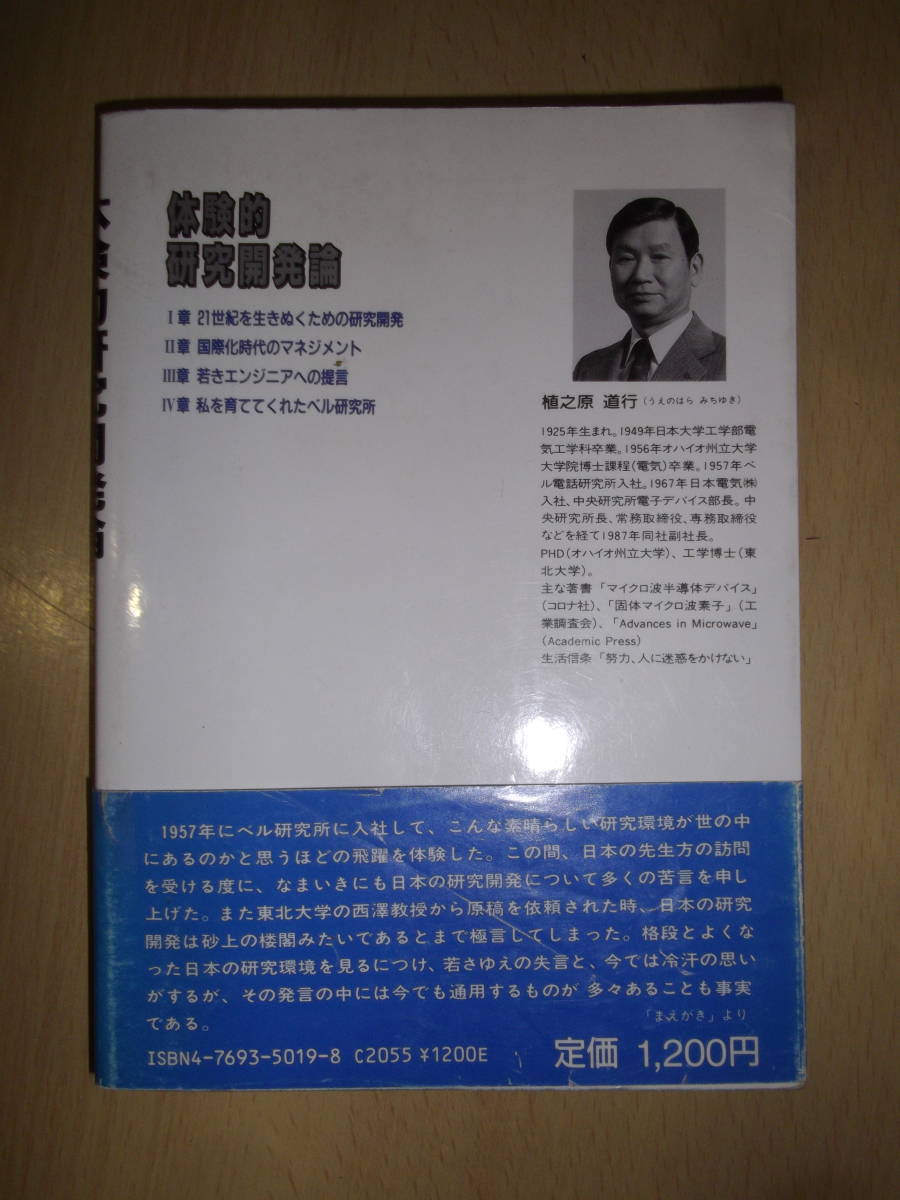 体験的
研究開発論
I章 21世紀を生きぬくための研究開発
II章 国際化時代のマネジメント
III章 若きエンジニアへの提言
IV章 私を育ててくれたベル研究所
植之原 道行(うえのはら みちゆき)
1925年生まれ。1949年日本大学工学部電
気工学科卒業。1956年オハイオ州立大学
大学院博士課程(電気)卒業。1957年ベ
ル電話研究所入社。1967年日本電気㈱
入社、中央研究所電子デバイス部長。中
央研究所長、常務取締役、専務取締役
などを経て1987年同社副社長。
PHD(オハイオ州立大学)、工学博士(東
北大学)。
主な著書「マイクロ波半導体デバイス」
(コロナ社)、「固体マイクロ波素子」(工
業調査会)、「Advances in Microwave」
(Academic Press)
生活信条「努力、人に迷惑をかけない」
1957年にベル研究所に入社して、こんな素晴らしい研究環境が世の中
にあるのかと思うほどの飛躍を体験した。この間、日本の先生方の訪問
を受ける度に、なまいきにも日本の研究開発について多くの苦言を申し
上げた。また東北大学の西澤教授から原稿を依頼された時、日本の研究
開発は砂上の楼閣みたいであるとまで極言してしまった。格段とよくな
った日本の研究環境を見るにつけ、若さゆえの失言と、今では冷汗の思い
がするが、その発言の中には今でも通用するものが多々あることも事実
である。
「まえがき」より
ISBN4-7693-5019-8 C2055 ¥1200E
定価 1,200円
体験的研究開発論